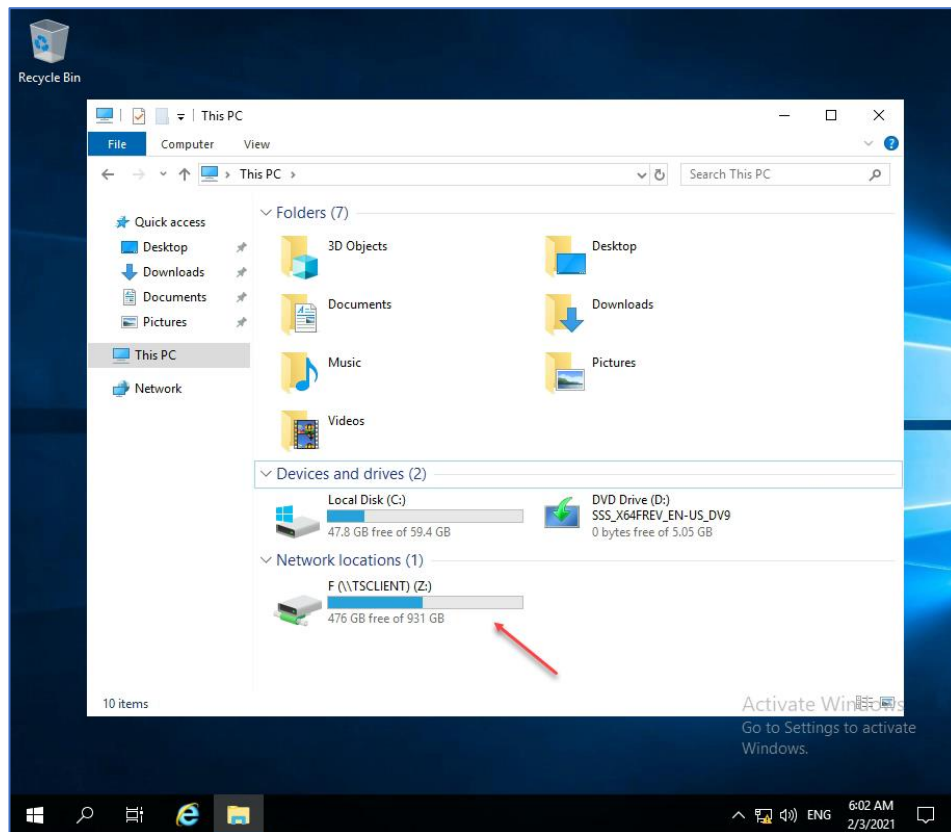 Recycle Bin
This PC
File Computer View
This PC
Search This PC
Quick access
Desktop
Downloads
Documents
Pictures
This PC
Network
Folders (7)
3D Objects
Desktop
Documents
Downloads
Music
Pictures
Videos
Devices and drives (2)
Local Disk (C:)
47.8 GB free of 59.4 GB
DVD Drive (D:)
SSS_X64FREV_EN-US_DV9
0 bytes free of 5.05 GB
Network locations (1)
F (\\TSCLIENT) (Z:)
476 GB free of 931 GB
10 items
Activate Windows
Go to Settings to activate
Windows.
ENG
6:02 AM
2/3/2021